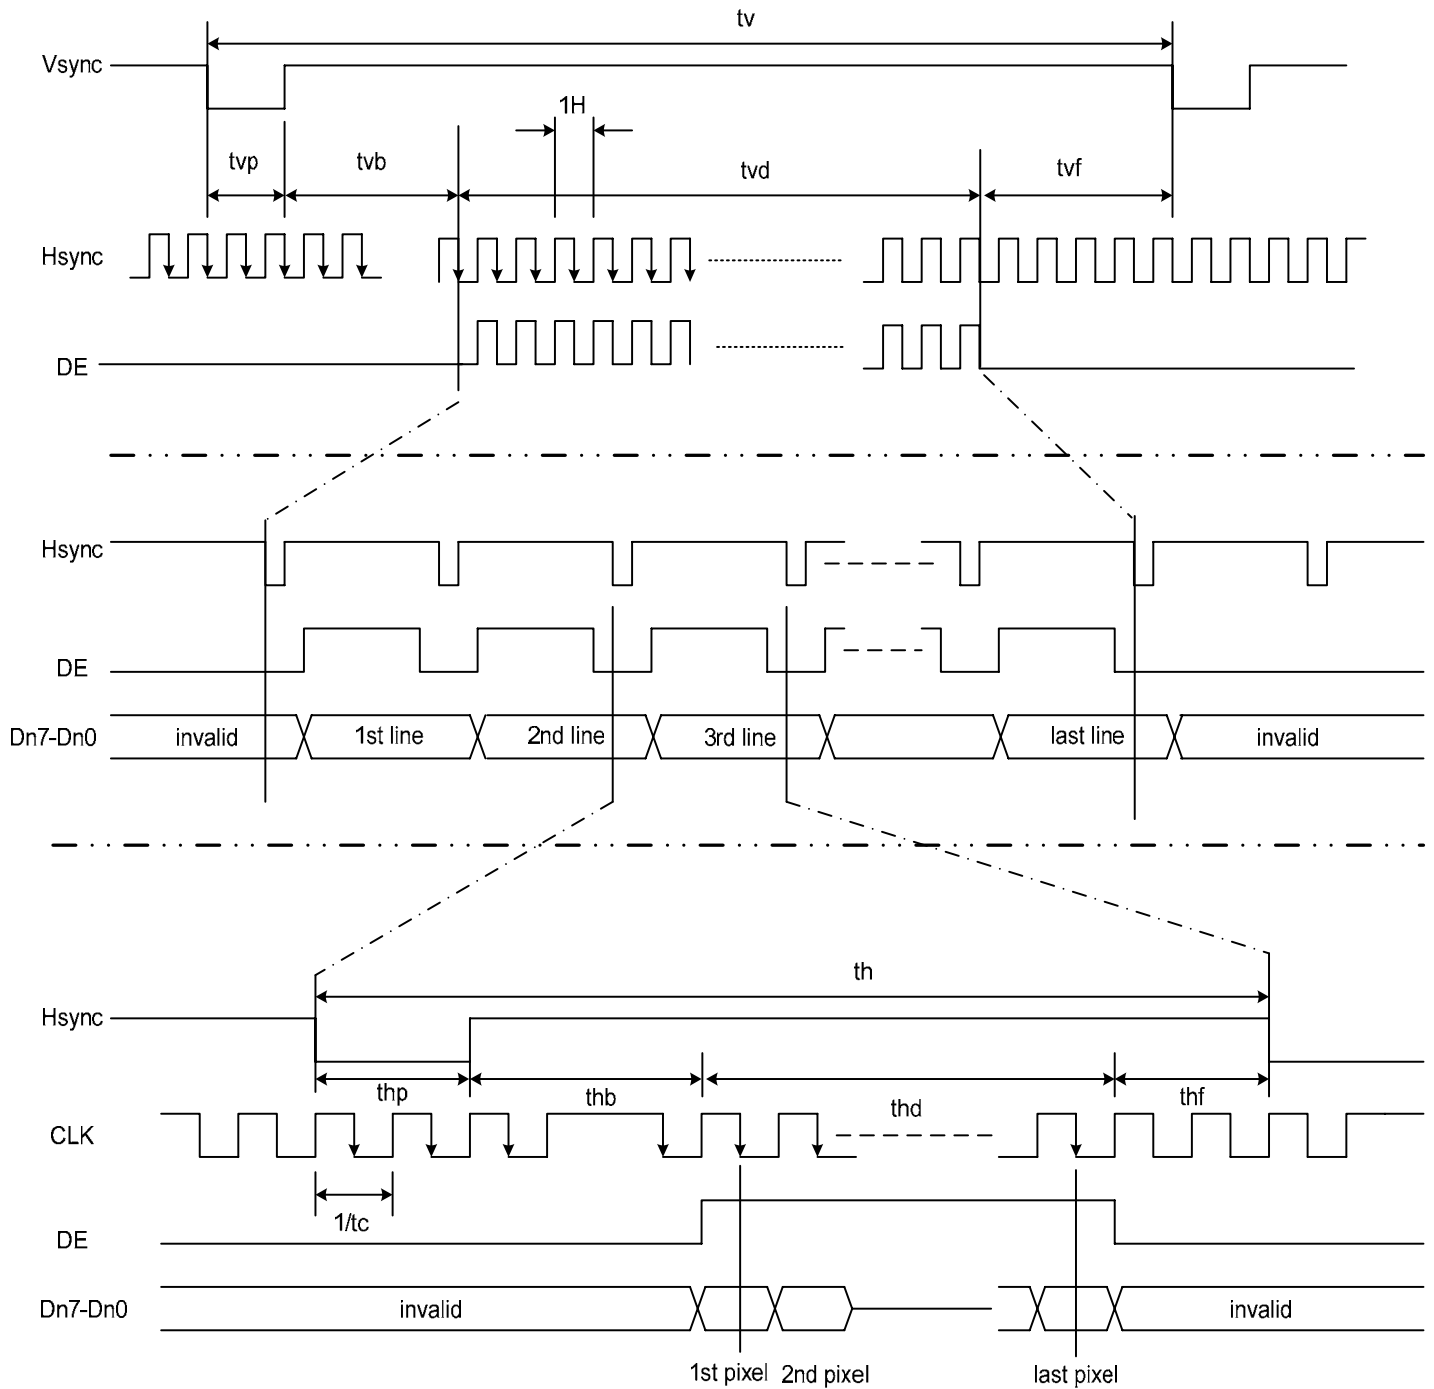 tv
Vsync
1H
tvp
tvb
tvd
tvf
Hsync
DE
Hsync
DE
Dn7-Dn0
invalid
1st line
2nd line
3rd line
last line
invalid
th
Hsync
thp
thb
thd
thf
CLK
1/tc
DE
Dn7-Dn0
invalid
invalid
1st pixel
2nd pixel
last pixel